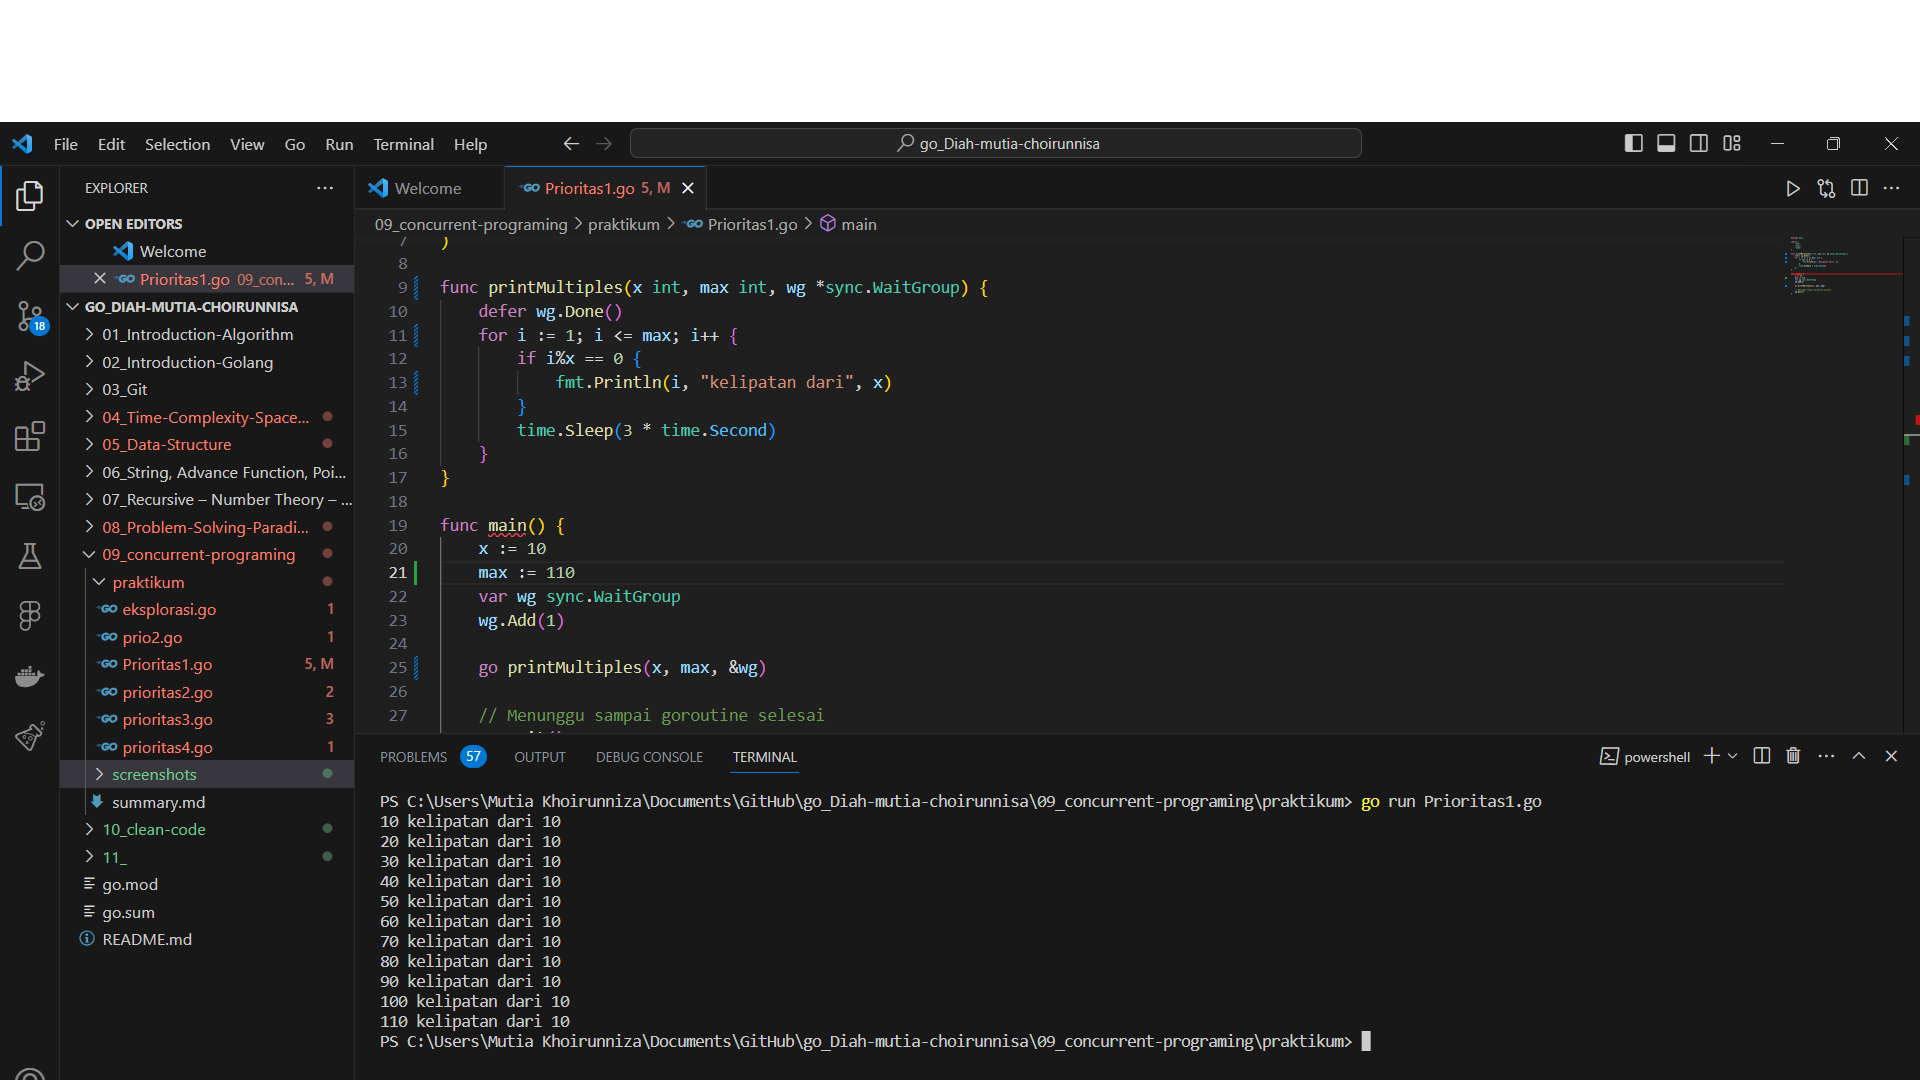 File Edit Selection View Go Run Terminal Help
go_Diah-mutia-choirunnisa
EXPLORER
OPEN EDITORS
Welcome
Prioritas1.go 09_con... 5, M
GO_DIAH-MUTIA-CHOIRUNNISA
01_Introduction-Algorithm
02_Introduction-Golang
03_Git
04_Time-Complexity-Space...
05_Data-Structure
06_String, Advance Function, Poi...
07_Recursive – Number Theory – ...
08_Problem-Solving-Paradi...
09_concurrent-programing
praktikum
eksplorasi.go 1
prio2.go 1
Prioritas1.go 5, M
prioritas2.go 2
prioritas3.go 3
prioritas4.go 1
screenshots
summary.md
10_clean-code
11_
go.mod
go.sum
README.md
18
Welcome
Prioritas1.go 5, M
09_concurrent-programing > praktikum > Prioritas1.go > main
7 )
8
9 func printMultiples(x int, max int, wg *sync.WaitGroup) {
10 defer wg.Done()
11 for i := 1; i <= max; i++ {
12 if i%x == 0 {
13 fmt.Println(i, "kelipatan dari", x)
14 }
15 time.Sleep(3 * time.Second)
16 }
17 }
18
19 func main() {
20 x := 10
21 max := 110
22 var wg sync.WaitGroup
23 wg.Add(1)
24
25 go printMultiples(x, max, &wg)
26
27 // Menunggu sampai goroutine selesai
PROBLEMS 57 OUTPUT DEBUG CONSOLE TERMINAL
powershell
PS C:\Users\Mutia Khoirunniza\Documents\GitHub\go_Diah-mutia-choirunnisa\09_concurrent-programing\praktikum> go run Prioritas1.go
10 kelipatan dari 10
20 kelipatan dari 10
30 kelipatan dari 10
40 kelipatan dari 10
50 kelipatan dari 10
60 kelipatan dari 10
70 kelipatan dari 10
80 kelipatan dari 10
90 kelipatan dari 10
100 kelipatan dari 10
110 kelipatan dari 10
PS C:\Users\Mutia Khoirunniza\Documents\GitHub\go_Diah-mutia-choirunnisa\09_concurrent-programing\praktikum>